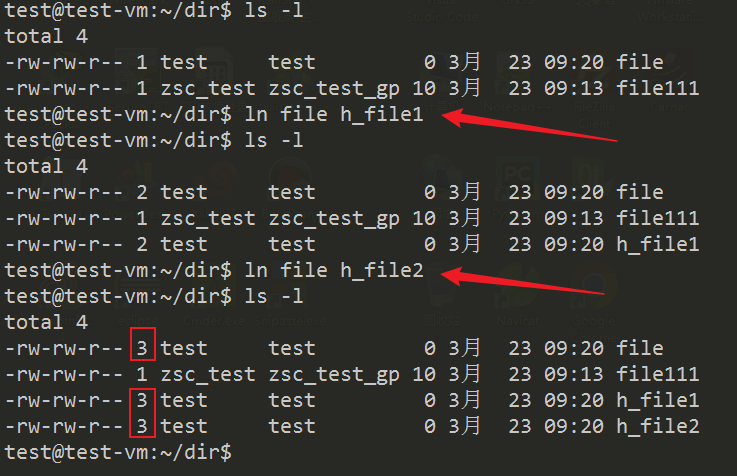 test@test-vm:~/dir$ ls -l
total 4
-rw-rw-r-- 1 test     test         0 3月  23 09:20 file
-rw-rw-r-- 1 zsc_test zsc_test_gp 10 3月  23 09:13 file111
test@test-vm:~/dir$ ln file h_file1
test@test-vm:~/dir$ ls -l
total 4
-rw-rw-r-- 2 test     test         0 3月  23 09:20 file
-rw-rw-r-- 1 zsc_test zsc_test_gp 10 3月  23 09:13 file111
-rw-rw-r-- 2 test     test         0 3月  23 09:20 h_file1
test@test-vm:~/dir$ ln file h_file2
test@test-vm:~/dir$ ls -l
total 4
-rw-rw-r-- 3 test     test         0 3月  23 09:20 file
-rw-rw-r-- 1 zsc_test zsc_test_gp 10 3月  23 09:13 file111
-rw-rw-r-- 3 test     test         0 3月  23 09:20 h_file1
-rw-rw-r-- 3 test     test         0 3月  23 09:20 h_file2
test@test-vm:~/dir$